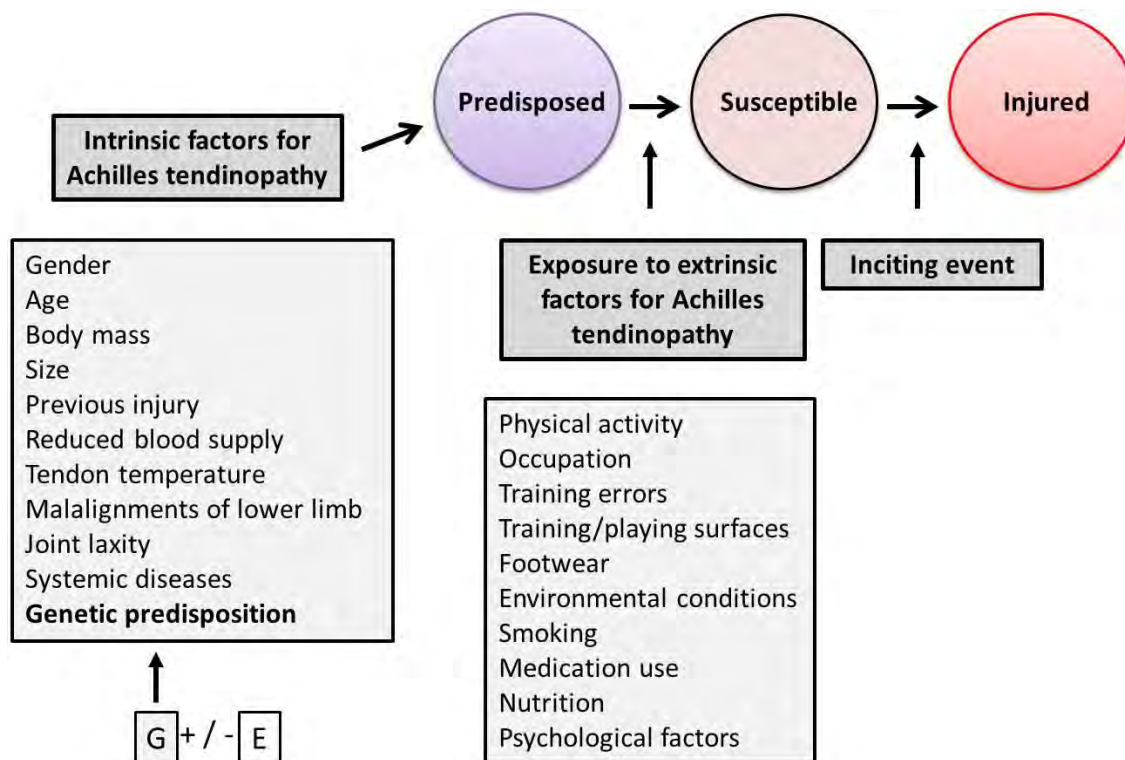 Predisposed
Susceptible
Injured
Intrinsic factors for
Achilles tendinopathy
Gender
Age
Body mass
Size
Previous injury
Reduced blood supply
Tendon temperature
Malalignments of lower limb
Joint laxity
Systemic diseases
Genetic predisposition
G + / - E
Exposure to extrinsic
factors for Achilles
tendinopathy
Physical activity
Occupation
Training errors
Training/playing surfaces
Footwear
Environmental conditions
Smoking
Medication use
Nutrition
Psychological factors
Inciting event